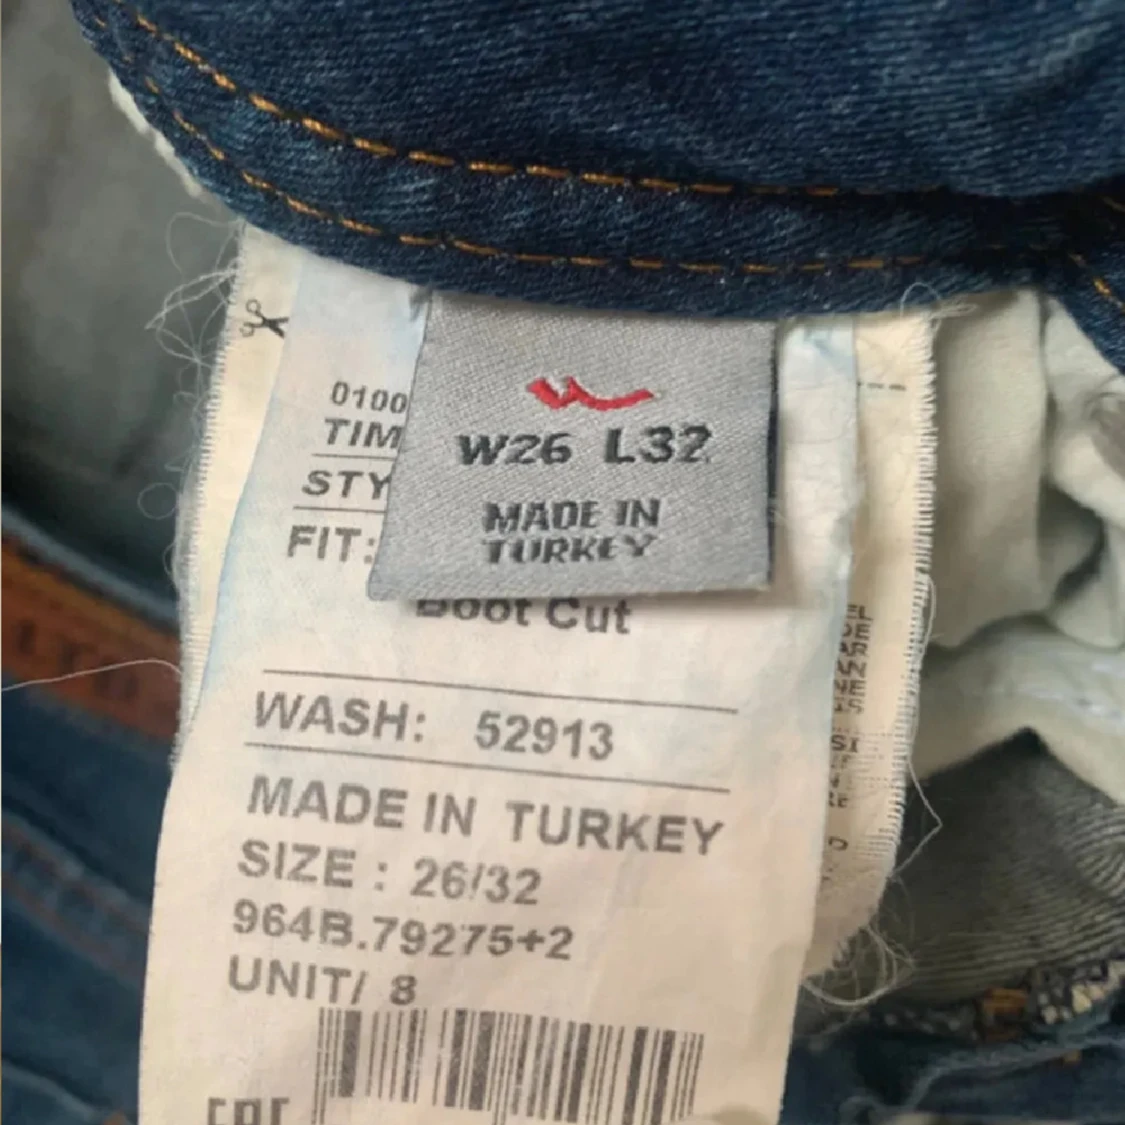 W26 L32
MADE IN
TURKEY
0100
TIM
STY
FIT:
Boot Cut
WASH: 52913
MADE IN TURKEY
SIZE : 26/32
964B.79275+2
UNIT/ 8
EAC